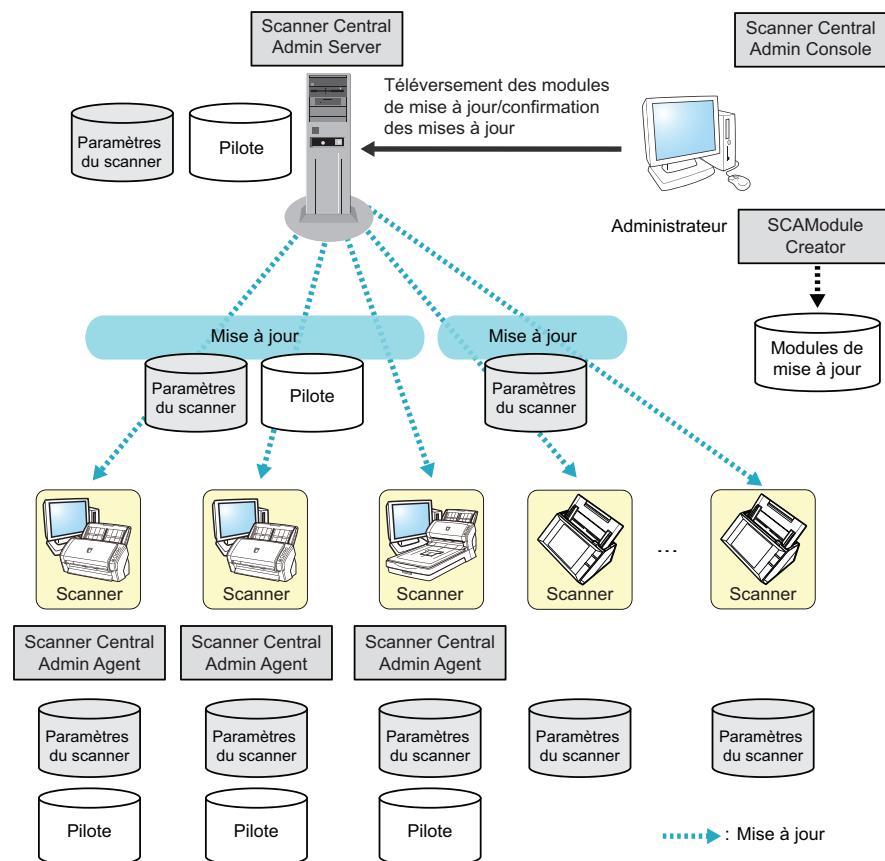 Scanner Central
Admin Server
Scanner Central
Admin Console
Téléversement des modules
de mise à jour/confirmation
des mises à jour
Paramètres
du scanner
Pilote
Administrateur
SCAModule
Creator
Mise à jour
Mise à jour
Modules de
mise à jour
Paramètres
du scanner
Pilote
Paramètres
du scanner
Scanner
Scanner
Scanner
Scanner
...
Scanner
Scanner Central
Admin Agent
Scanner Central
Admin Agent
Scanner Central
Admin Agent
Paramètres
du scanner
Paramètres
du scanner
Paramètres
du scanner
Paramètres
du scanner
Paramètres
du scanner
Pilote
Pilote
Pilote
: Mise à jour